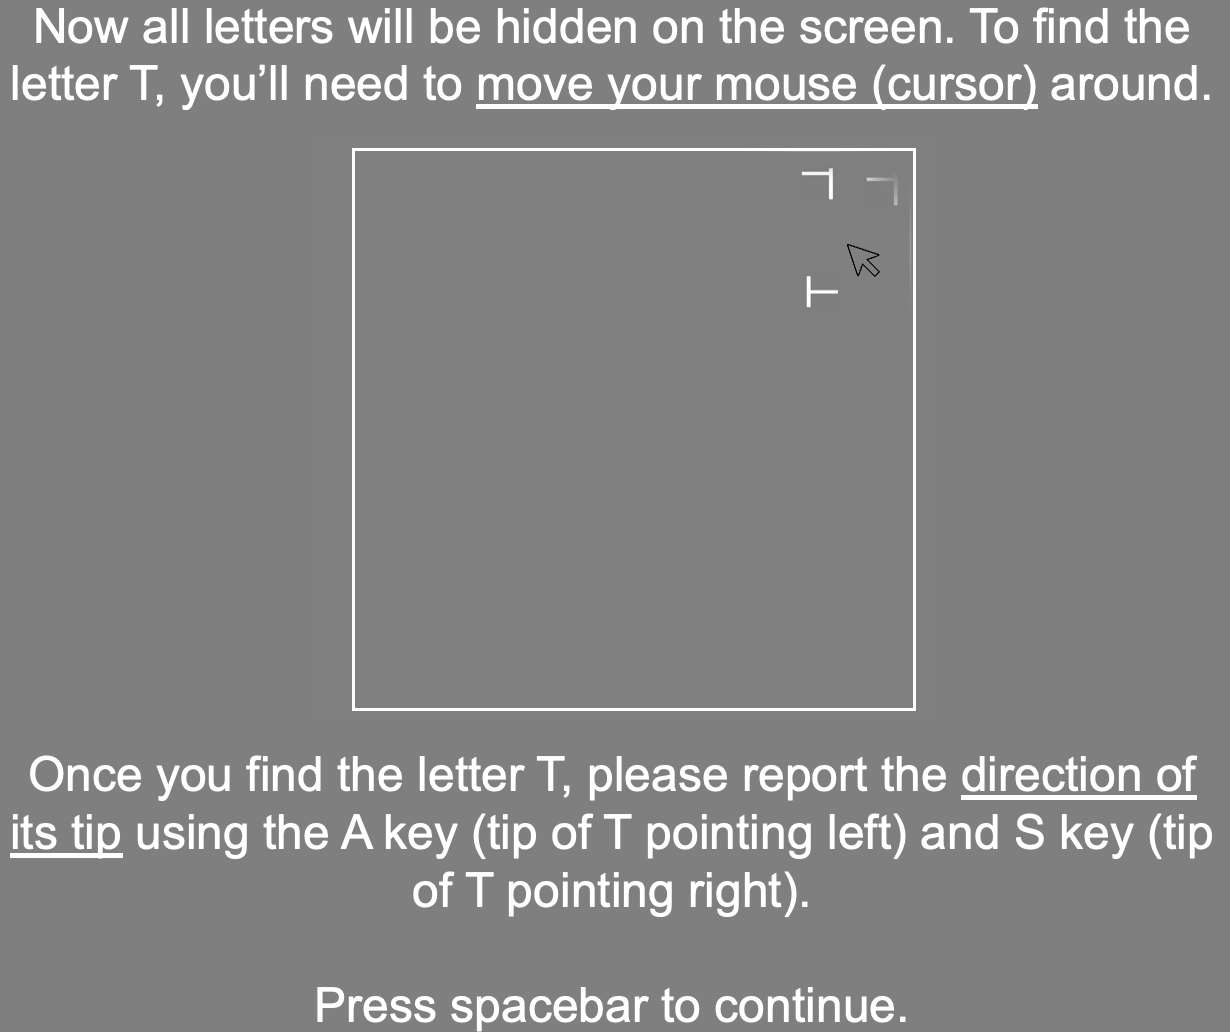 Now all letters will be hidden on the screen. To find the
letter T, you’ll need to move your mouse (cursor) around.
Once you find the letter T, please report the direction of
its tip using the A key (tip of T pointing left) and S key (tip
of T pointing right).
Press spacebar to continue.